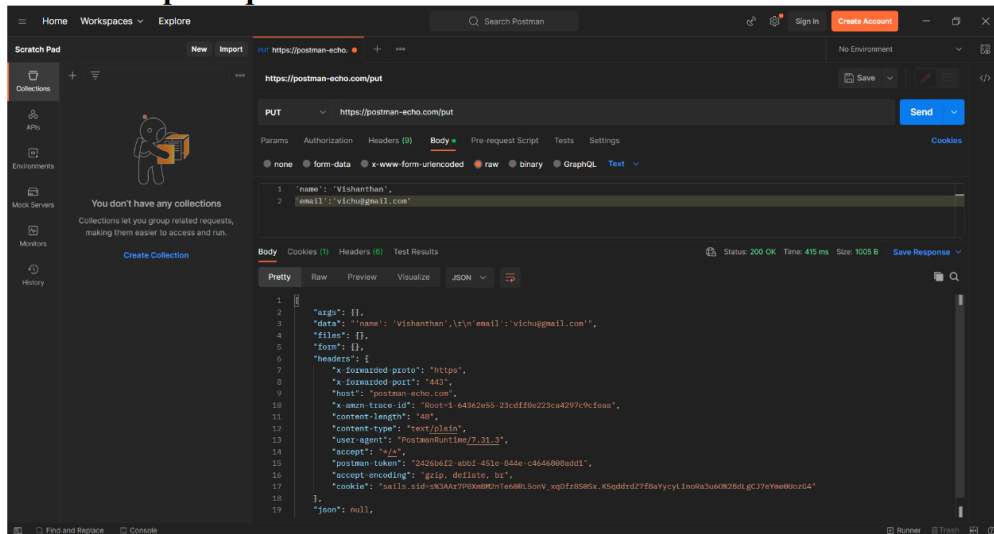 Home Workspaces Explore Search Postman Sign In Create Account
Scratch Pad New Import PUT https://postman-echo. No Environment
Collections
https://postman-echo.com/put Save
APIs
PUT https://postman-echo.com/put Send
Environments
Params Authorization Headers (9) Body Pre-request Script Tests Settings Cookies
none form-data x-www-form-urlencoded raw binary GraphQL Text
Mock Servers
1 'name': 'Vishanthan',
2 'email':'vichu@gmail.com'
You don't have any collections
Collections let you group related requests,
making them easier to access and run.
Monitors
Create Collection
History
Body Cookies (1) Headers (6) Test Results Status: 200 OK Time: 415 ms Size: 1005 B Save Response
Pretty Raw Preview Visualize JSON
1 {
2 "args": {},
3 "data": "'name': 'Vishanthan',\r\n'email':'vichu@gmail.com'",
4 "files": {},
5 "form": {},
6 "headers": {
7 "x-forwarded-proto": "https",
8 "x-forwarded-port": "443",
9 "host": "postman-echo.com",
10 "x-amzn-trace-id":
11 "content-length": "48",
12 "content-type": "text/plain",
13 "user-agent": "PostmanRuntime/7.31.3",
14 "accept": "*/*",
15 "postman-token":
16 "accept-encoding": "gzip, deflate, br",
17 "cookie":
18 },
19 "json": null,
Find and Replace Console Runner Trash